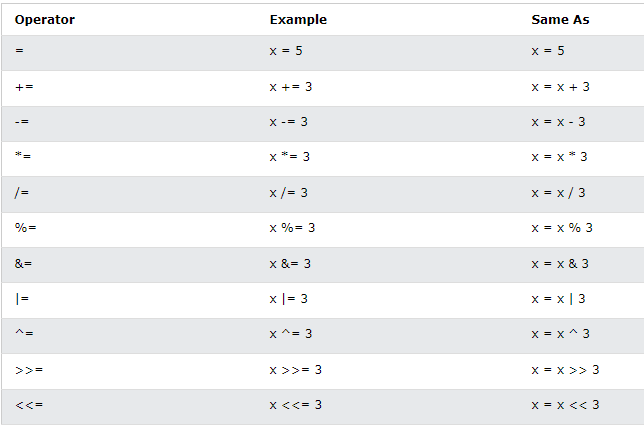 Operator Example Same As
= x = 5 x = 5
+= x += 3 x = x + 3
-= x -= 3 x = x - 3
*= x *= 3 x = x * 3
/= x /= 3 x = x / 3
%= x %= 3 x = x % 3
&= x &= 3 x = x & 3
|= x |= 3 x = x | 3
^= x ^= 3 x = x ^ 3
>>= x >>= 3 x = x >> 3
<<= x <<= 3 x = x << 3